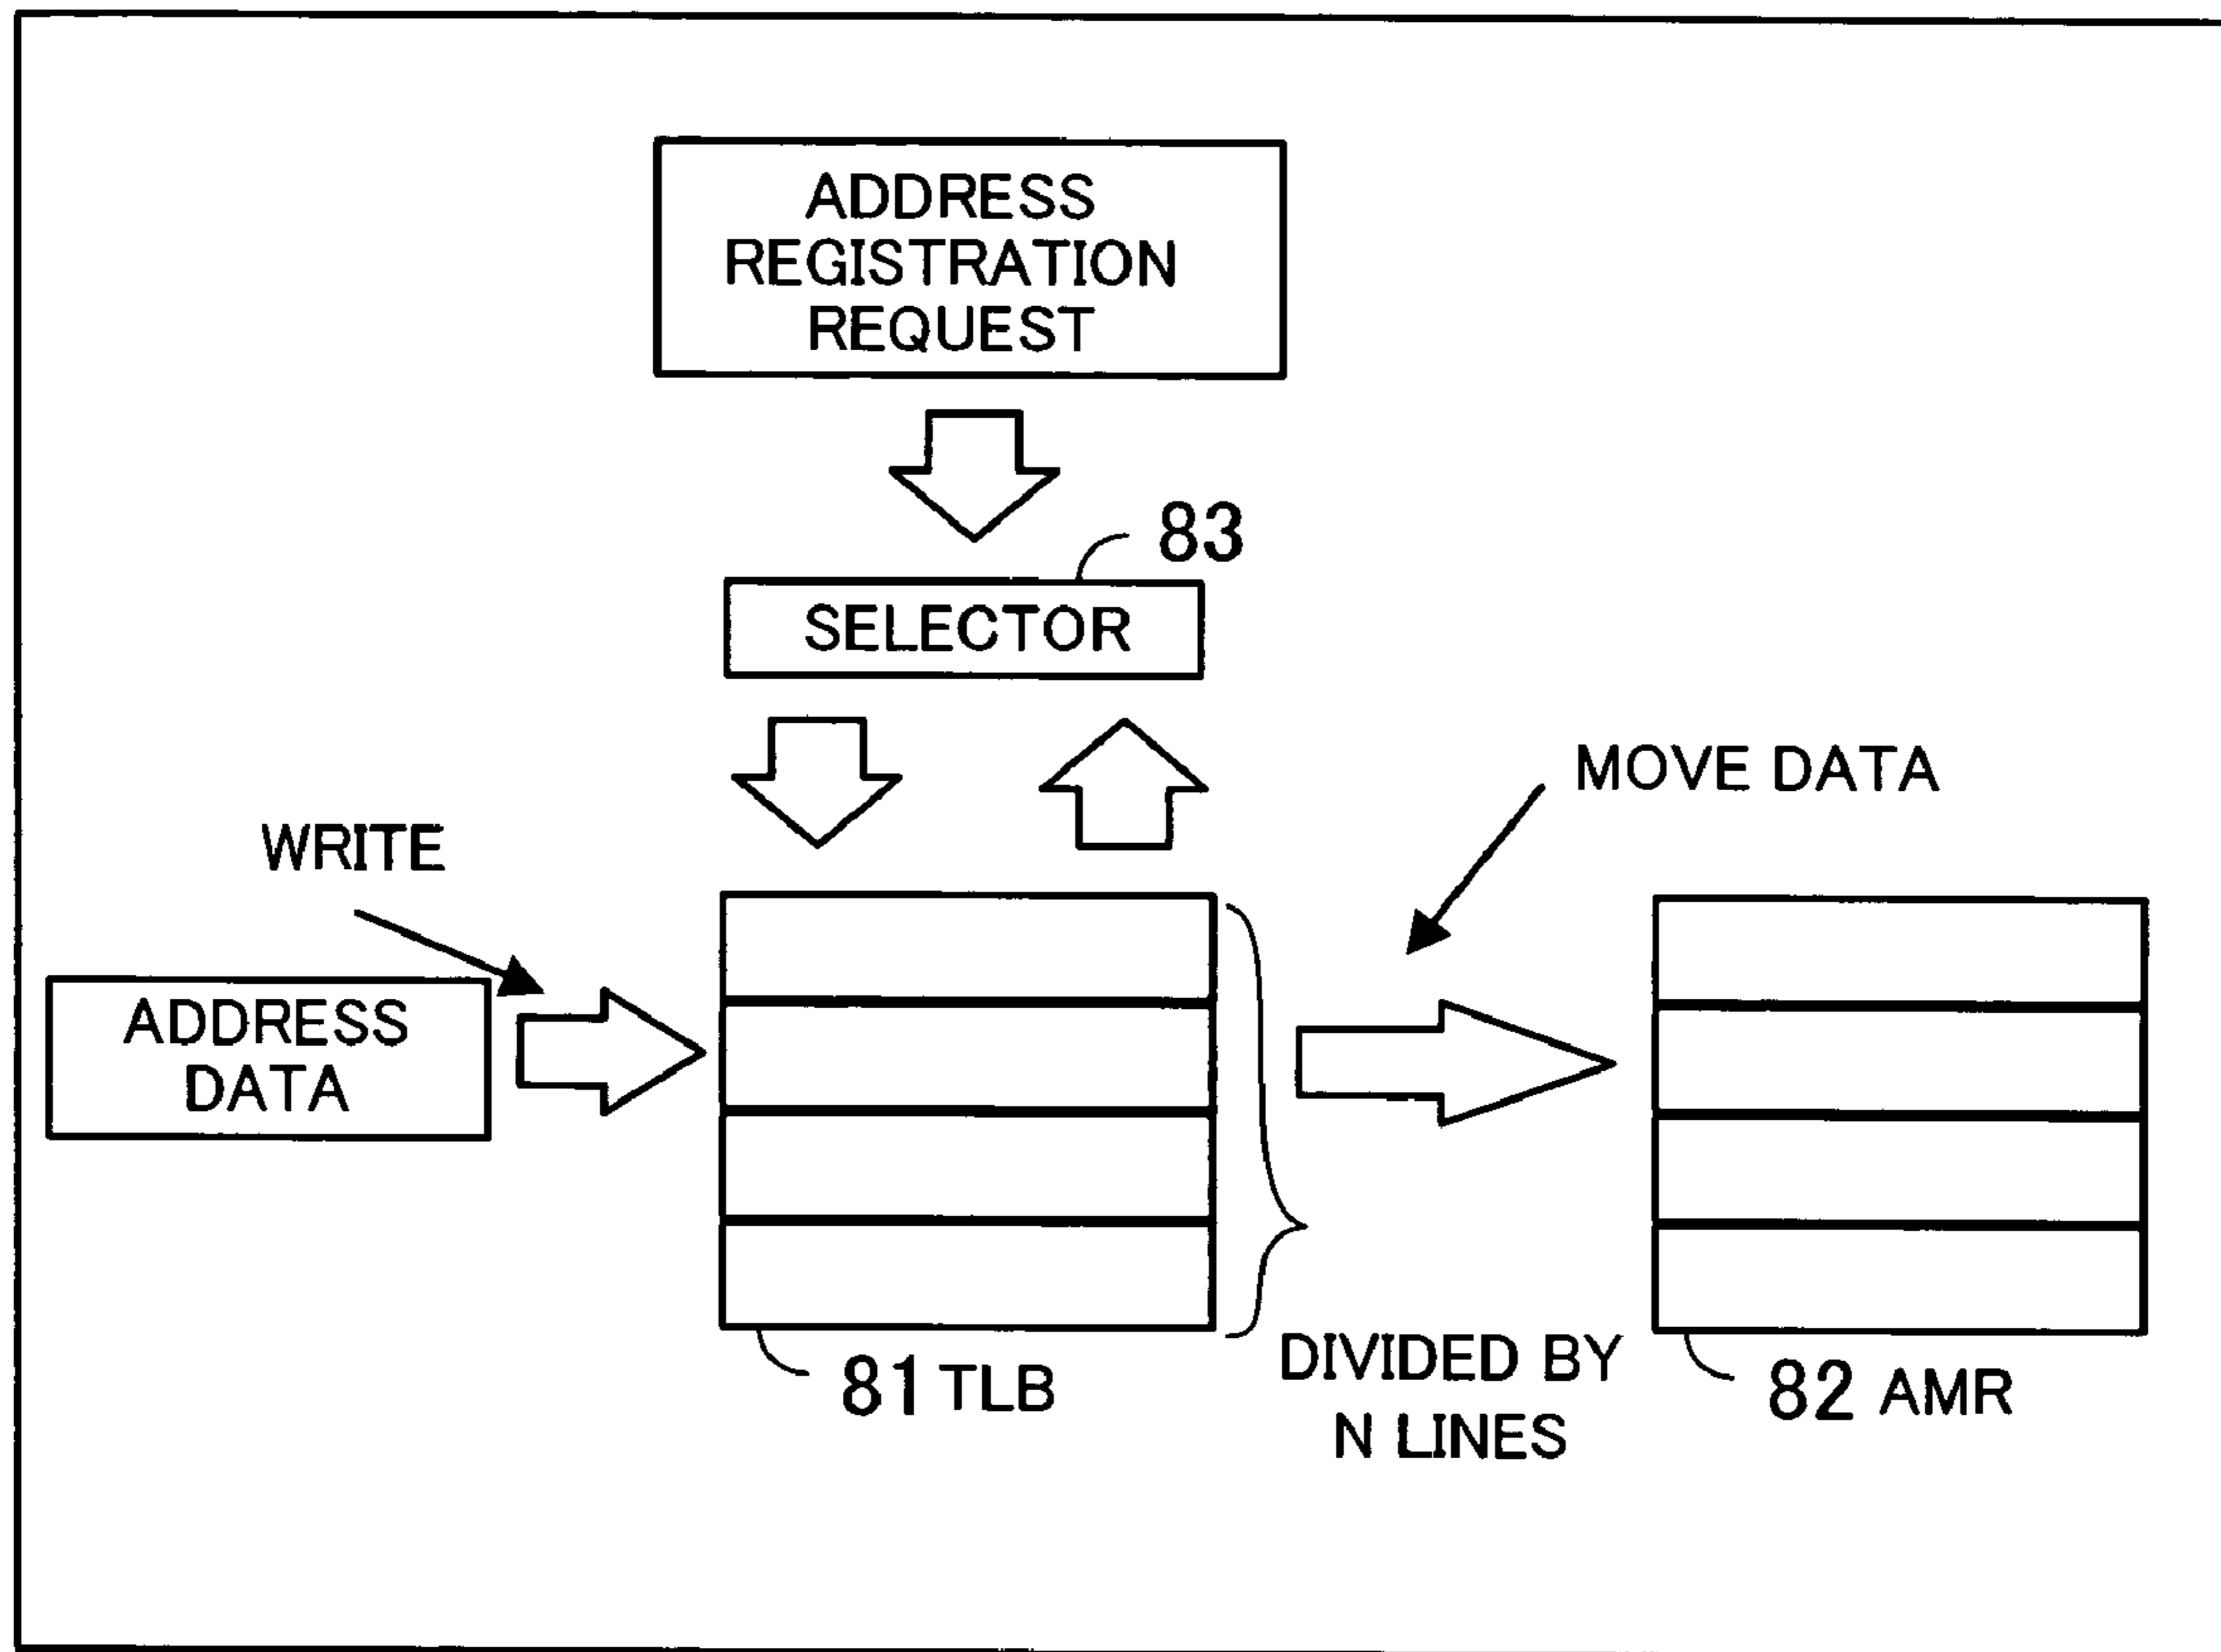 ADDRESS
REGISTRATION
REQUEST
83
SELECTOR
MOVE DATA
WRITE
ADDRESS
DATA
81 TLB
DIVIDED BY
N LINES
82 AMR